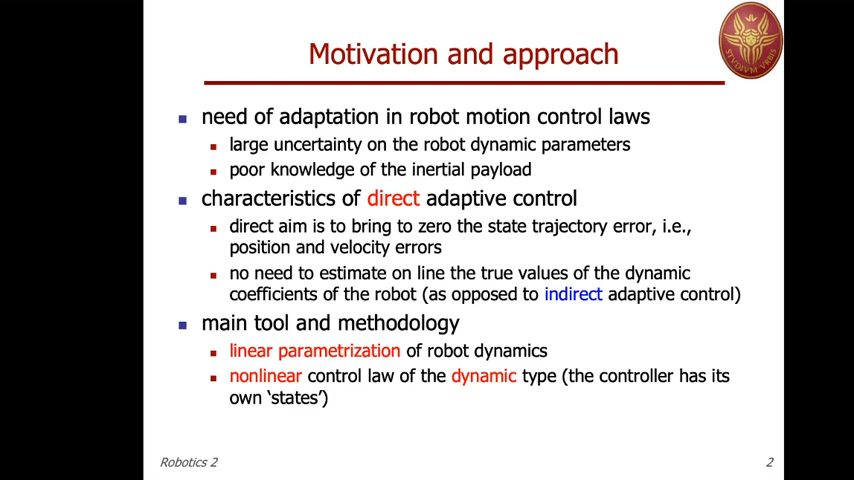 Motivation and approach
STVDIVM VRBIS
need of adaptation in robot motion control laws
large uncertainty on the robot dynamic parameters
poor knowledge of the inertial payload
characteristics of direct adaptive control
direct aim is to bring to zero the state trajectory error, i.e.,
position and velocity errors
no need to estimate on line the true values of the dynamic
coefficients of the robot (as opposed to indirect adaptive control)
main tool and methodology
linear parametrization of robot dynamics
nonlinear control law of the dynamic type (the controller has its
own ‘states’)
Robotics 2
2